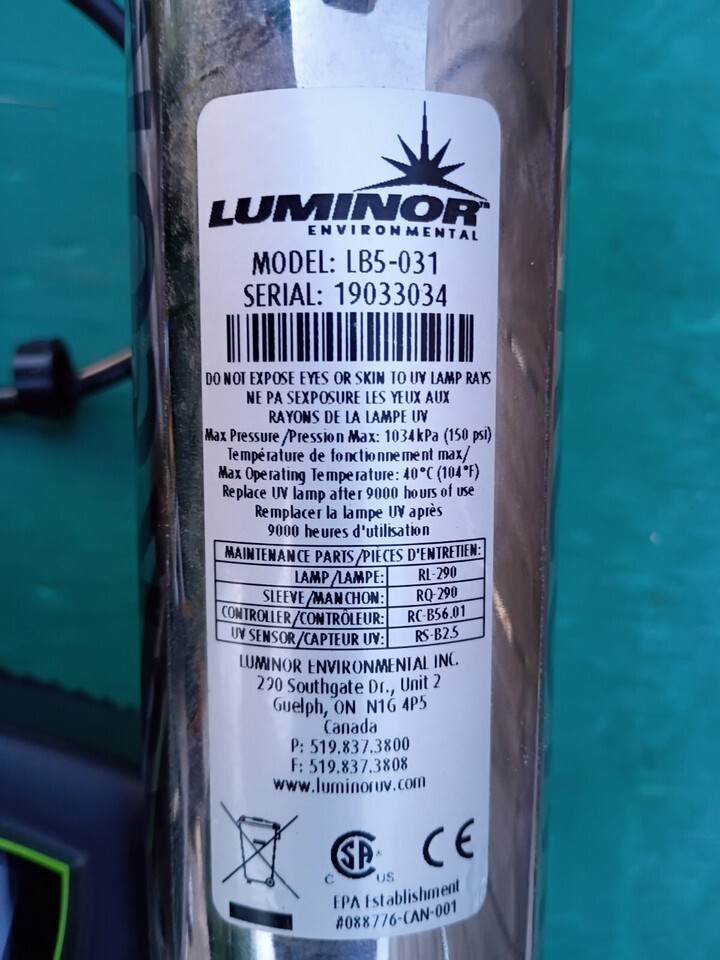 LUMINOR™
ENVIRONMENTAL
MODEL: LB5-031
SERIAL: 19033034
DO NOT EXPOSE EYES OR SKIN TO UV LAMP RAYS
NE PA SEXPOSURE LES YEUX AUX
RAYONS DE LA LAMPE UV
Max Pressure/Pression Max: 1034kPa (150 psi)
Température de fonctionnement max/
Max Operating Temperature: 40°C (104°F)
Replace UV lamp after 9000 hours of use
Remplacer la lampe UV après
9000 heures d'utilisation
MAINTENANCE PARTS/PIÈCES D'ENTRETIEN:
LAMP/LAMPE: RL-290
SLEEVE/MANCHON: RQ-290
CONTROLLER/CONTRÔLEUR: RC-B56.01
UV SENSOR/CAPTEUR UV: RS-B2.5
LUMINOR ENVIRONMENTAL INC.
290 Southgate Dr., Unit 2
Guelph, ON N1G 4P5
Canada
P: 519.837.3800
F: 519.837.3808
www.luminoruv.com
C SA US CE
EPA Establishment
#088776-CAN-001